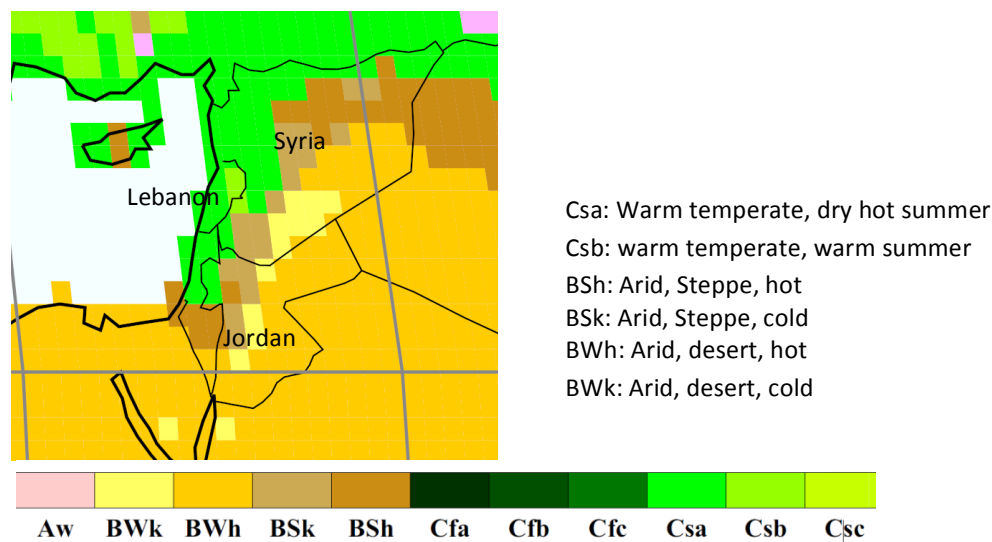 Syria
Lebanon
Jordan
Csa: Warm temperate, dry hot summer
Csb: warm temperate, warm summer
BSh: Arid, Steppe, hot
BSk: Arid, Steppe, cold
BWh: Arid, desert, hot
BWk: Arid, desert, cold
Aw BWk BWh BSk BSh Cfa Cfb Cfc Csa Csb Csc